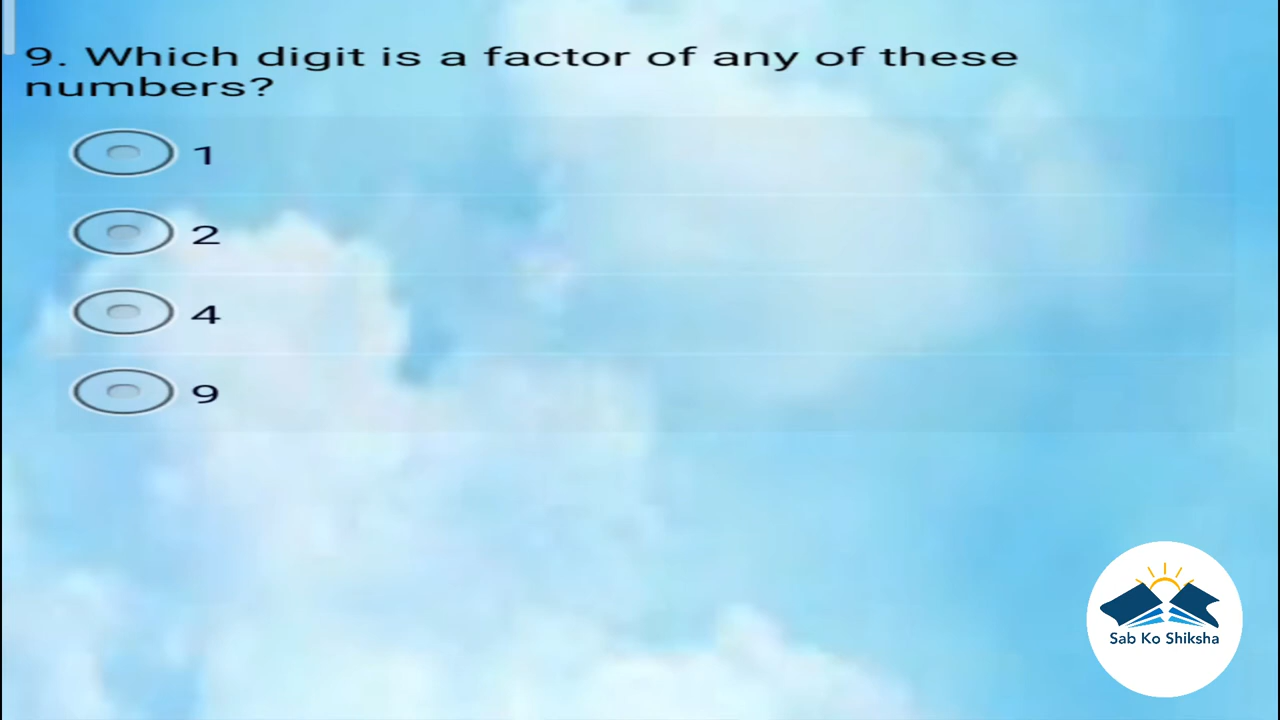 9. Which digit is a factor of any of these
numbers?
1
2
4
9
Sab Ko Shiksha